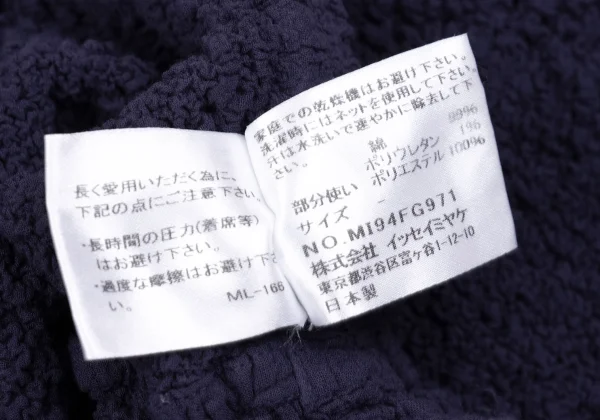 長く愛用いただく為に、
下記の点にご注意下さい。
・長時間の圧力(着席等)
はお避け下さい。
・過度な摩擦はお避け下さ
い。
ML-166
家庭での乾燥機はお避け下さい。
洗濯時にはネットを使用して下さい。
汗は水洗いで速やかに除去して下
さい。
綿 99%
ポリウレタン 1%
部分使い ポリエステル 100%
サイズ -
NO.MI94FG971
株式会社 イッセイミヤケ
東京都渋谷区富ヶ谷1-12-10
日本製